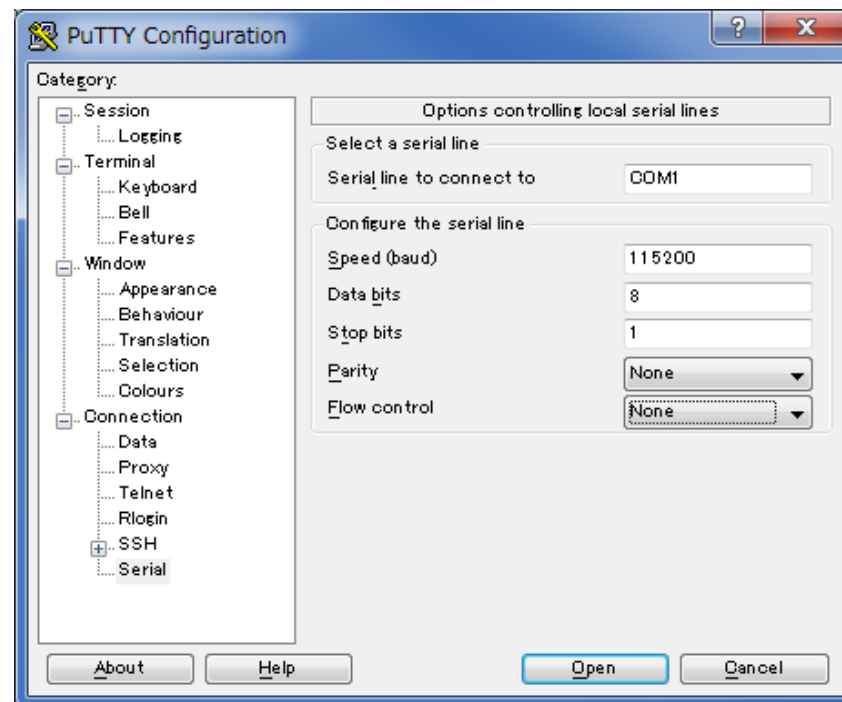 PuTTY Configuration
?
X
Category:
Session
Logging
Terminal
Keyboard
Bell
Features
Window
Appearance
Behaviour
Translation
Selection
Colours
Connection
Data
Proxy
Telnet
Rlogin
SSH
Serial
Options controlling local serial lines
Select a serial line
Serial line to connect to COM1
Configure the serial line
Speed (baud) 115200
Data bits 8
Stop bits 1
Parity None
Flow control None
About Help Open Cancel